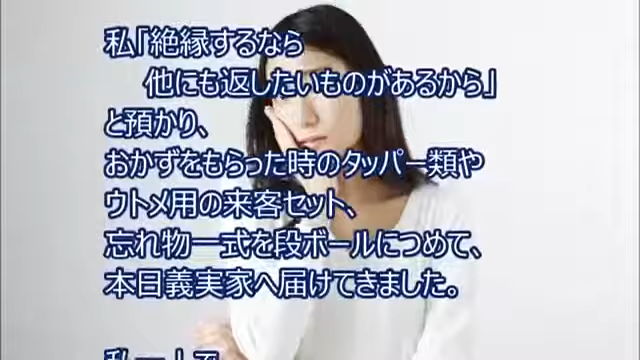 私「絶縁するなら
他にも返したいものがあるから」
と預かり、
おかずをもらった時のタッパー類や
ウトメ用の来客セット、
忘れ物一式を段ボールにつめて、
本日義実家へ届けてきました。